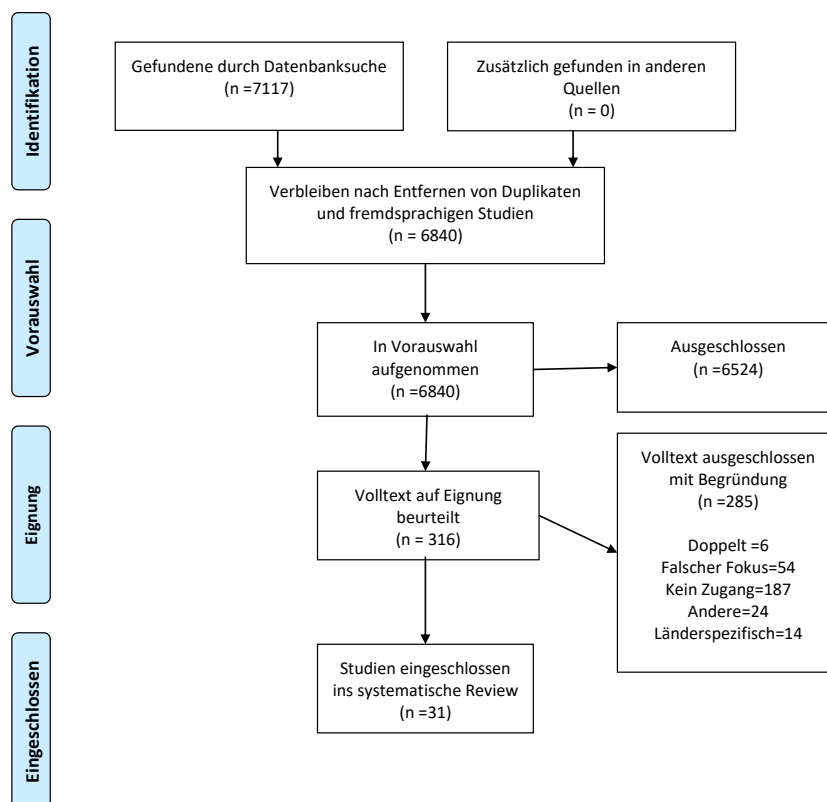 Identifikation
Gefundene durch Datenbanksuche
(n =7117)
Zusätzlich gefunden in anderen
Quellen
(n = 0)
Verbleiben nach Entfernen von Duplikaten
und fremdsprachigen Studien
(n = 6840)
Vorauswahl
In Vorauswahl
aufgenommen
(n =6840)
Ausgeschlossen
(n =6524)
Eignung
Volltext auf Eignung
beurteilt
(n = 316)
Volltext ausgeschlossen
mit Begründung
(n =285)
Doppelt =6
Falscher Fokus=54
Kein Zugang=187
Andere=24
Länderspezifisch=14
Eingeschlossen
Studien eingeschlossen
ins systematische Review
(n =31)